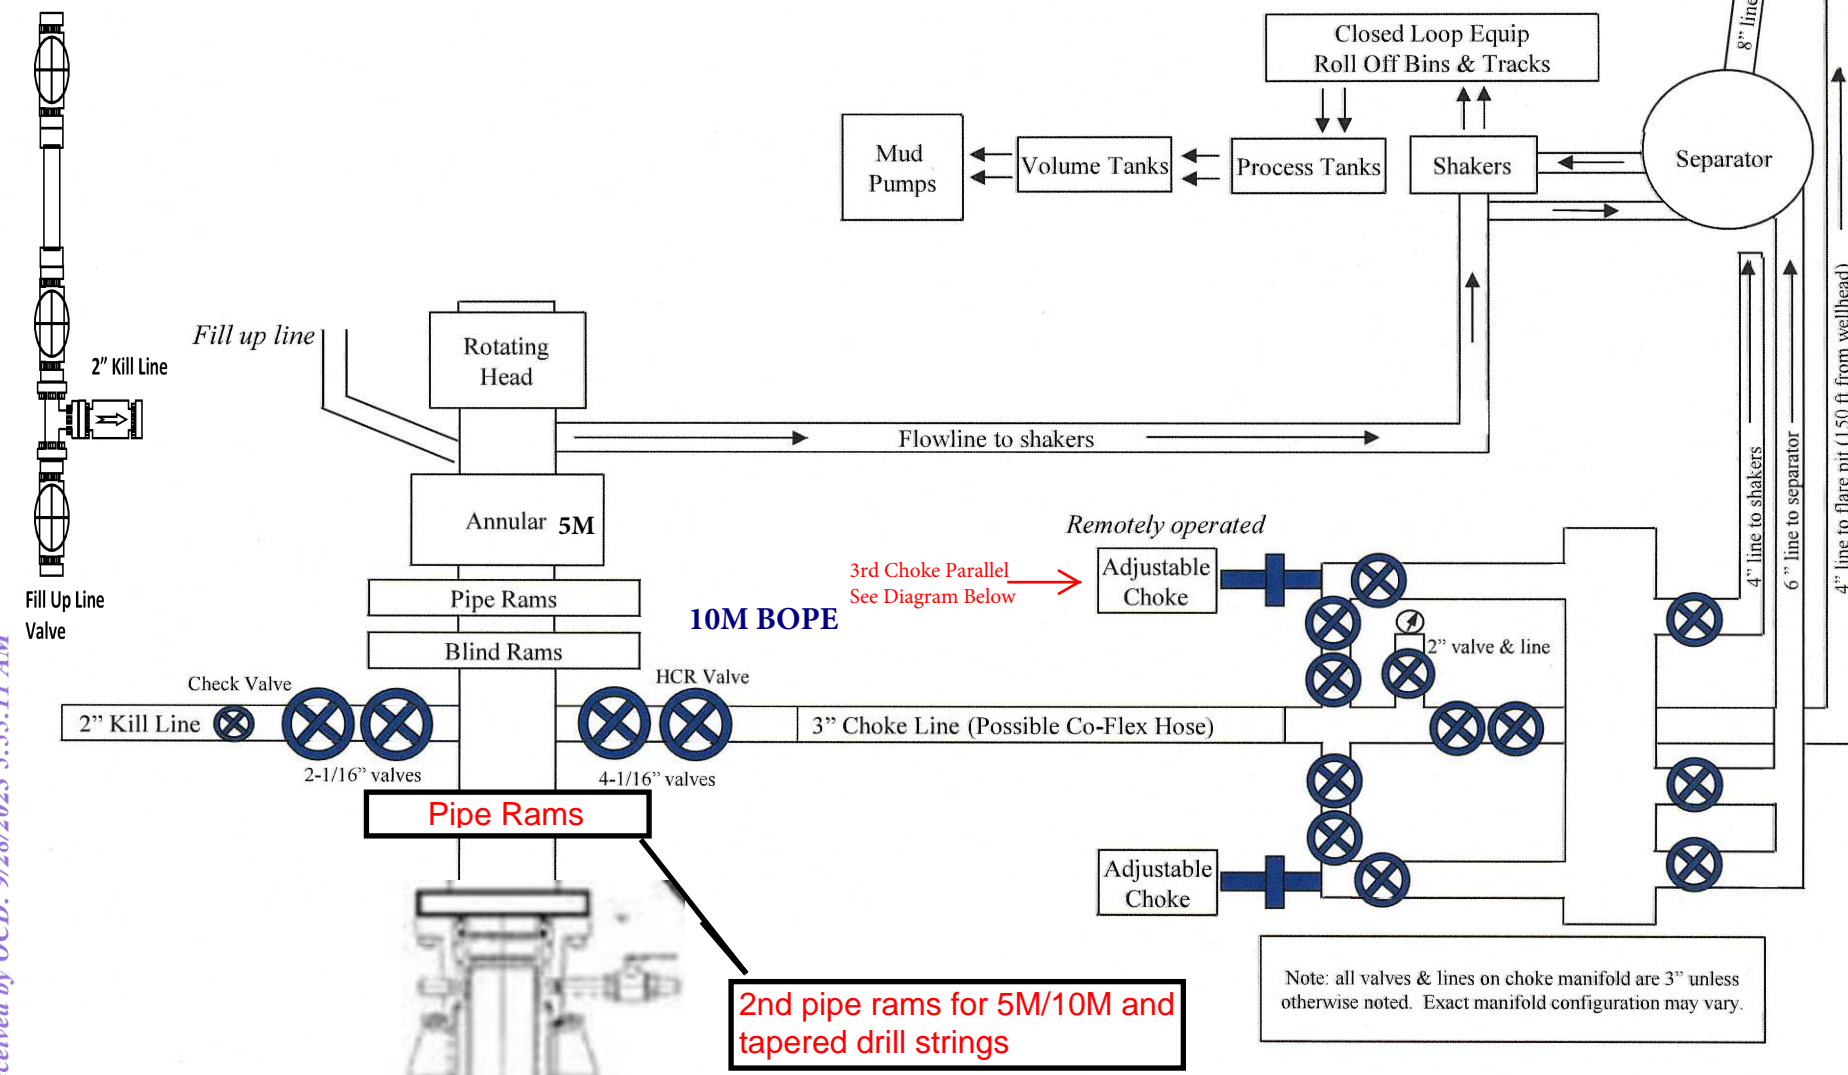 Closed Loop Equip
Roll Off Bins & Tracks
8" line
Mud
Pumps
Volume Tanks
Process Tanks
Shakers
Separator
Fill up line
Rotating
Head
2" Kill Line
Flowline to shakers
Annular 5M
Remotely operated
3rd Choke Parallel
See Diagram Below
Adjustable
Choke
4" line to shakers
6 " line to separator
4" line to flare pit (150 ft from wellhead)
Fill Up Line
Valve
Pipe Rams
10M BOPE
Blind Rams
2" valve & line
Check Valve
HCR Valve
2" Kill Line
3" Choke Line (Possible Co-Flex Hose)
2-1/16" valves
4-1/16" valves
Pipe Rams
Adjustable
Choke
2nd pipe rams for 5M/10M and
tapered drill strings
Note: all valves & lines on choke manifold are 3" unless
otherwise noted. Exact manifold configuration may vary.
by OCD: 9/28/2023
AM